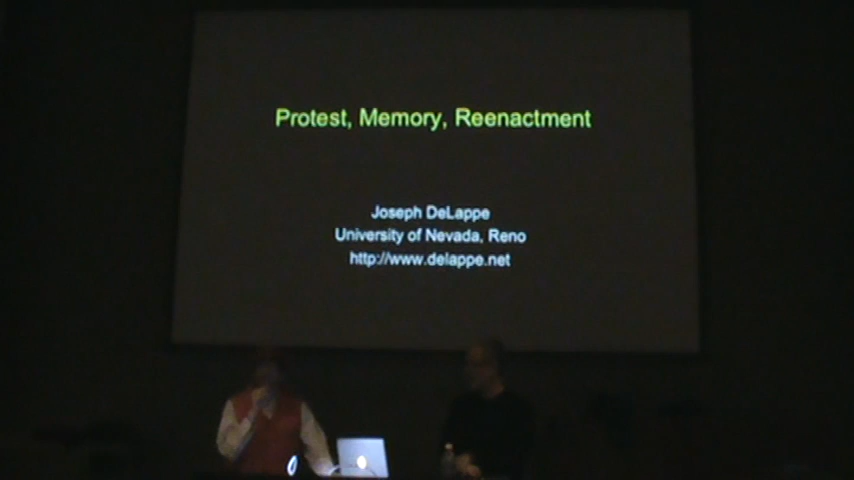 Protest, Memory, Reenactment
Joseph DeLappe
University of Nevada, Reno
http://www.delappe.net